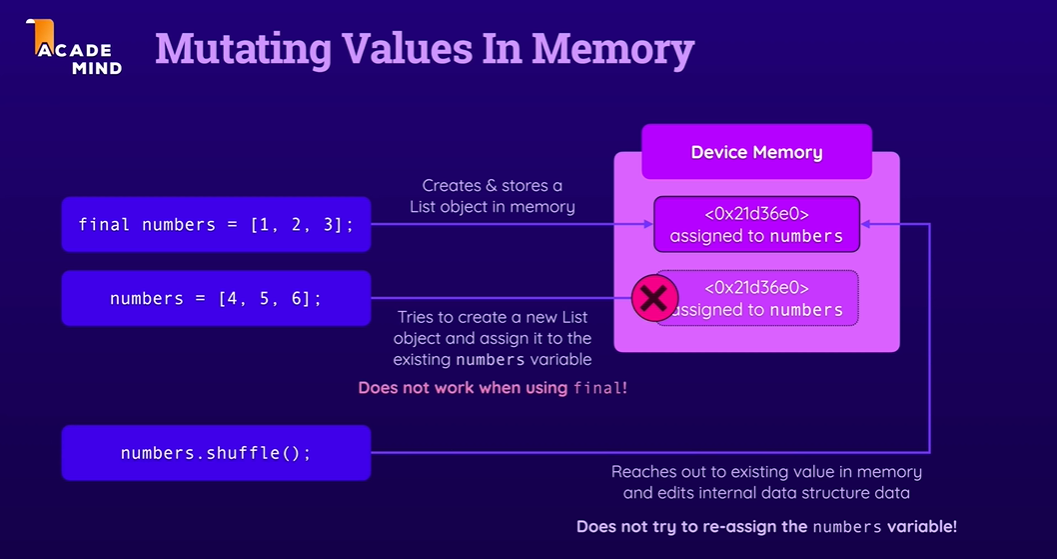 ACADE
MIND
Mutating Values In Memory
Device Memory
Creates & stores a
List object in memory
final numbers = [1, 2, 3];
<0x21d36e0>
assigned to numbers
numbers = [4, 5, 6];
<0x21d36e0>
assigned to numbers
Tries to create a new List
object and assign it to the
existing numbers variable
Does not work when using final!
numbers.shuffle();
Reaches out to existing value in memory
and edits internal data structure data
Does not try to re-assign the numbers variable!